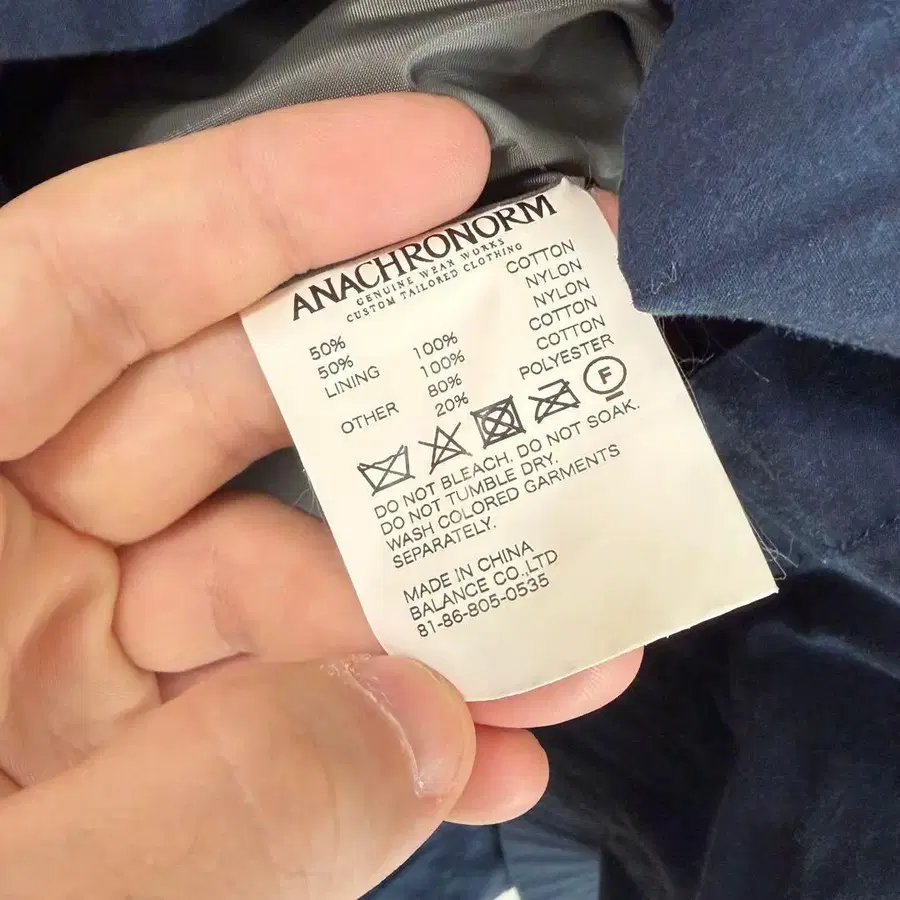 ANACHRONORM
GENUINE WEAR WORKS
CUSTOM TAILORED CLOTHING
50% COTTON
50% NYLON
LINING 100% NYLON
100% COTTON
OTHER 80% COTTON
20% POLYESTER
F
DO NOT BLEACH. DO NOT SOAK.
DO NOT TUMBLE DRY.
WASH COLORED GARMENTS
SEPARATELY.
MADE IN CHINA
BALANCE CO.,LTD
81-86-805-0535